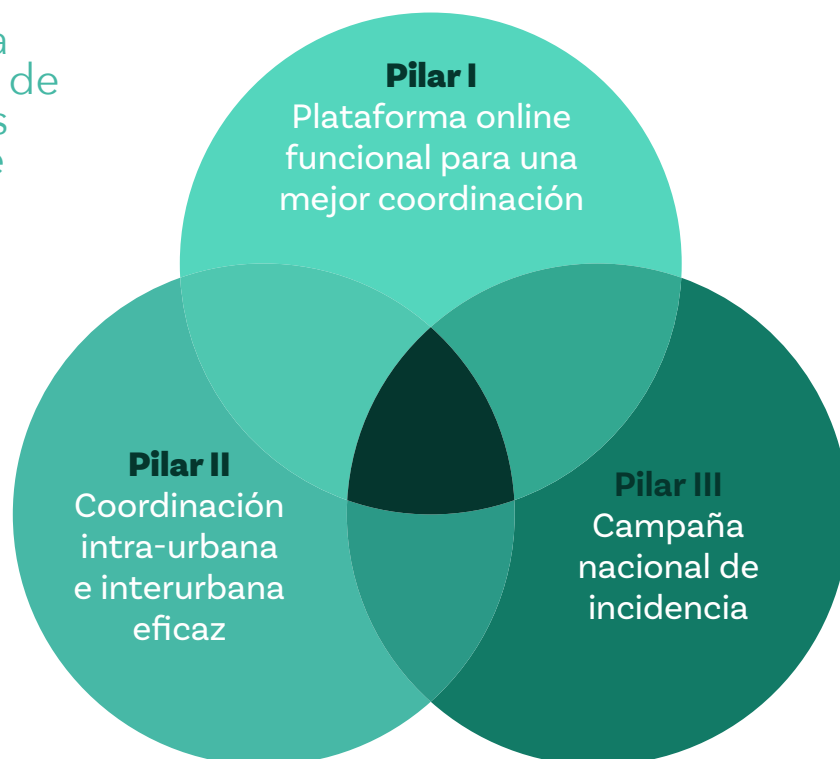 a
de
s
e
Pilar I
Plataforma online
funcional para una
mejor coordinación
Pilar II
Coordinación
intra-urbana
e interurbana
eficaz
Pilar III
Campaña
nacional de
incidencia